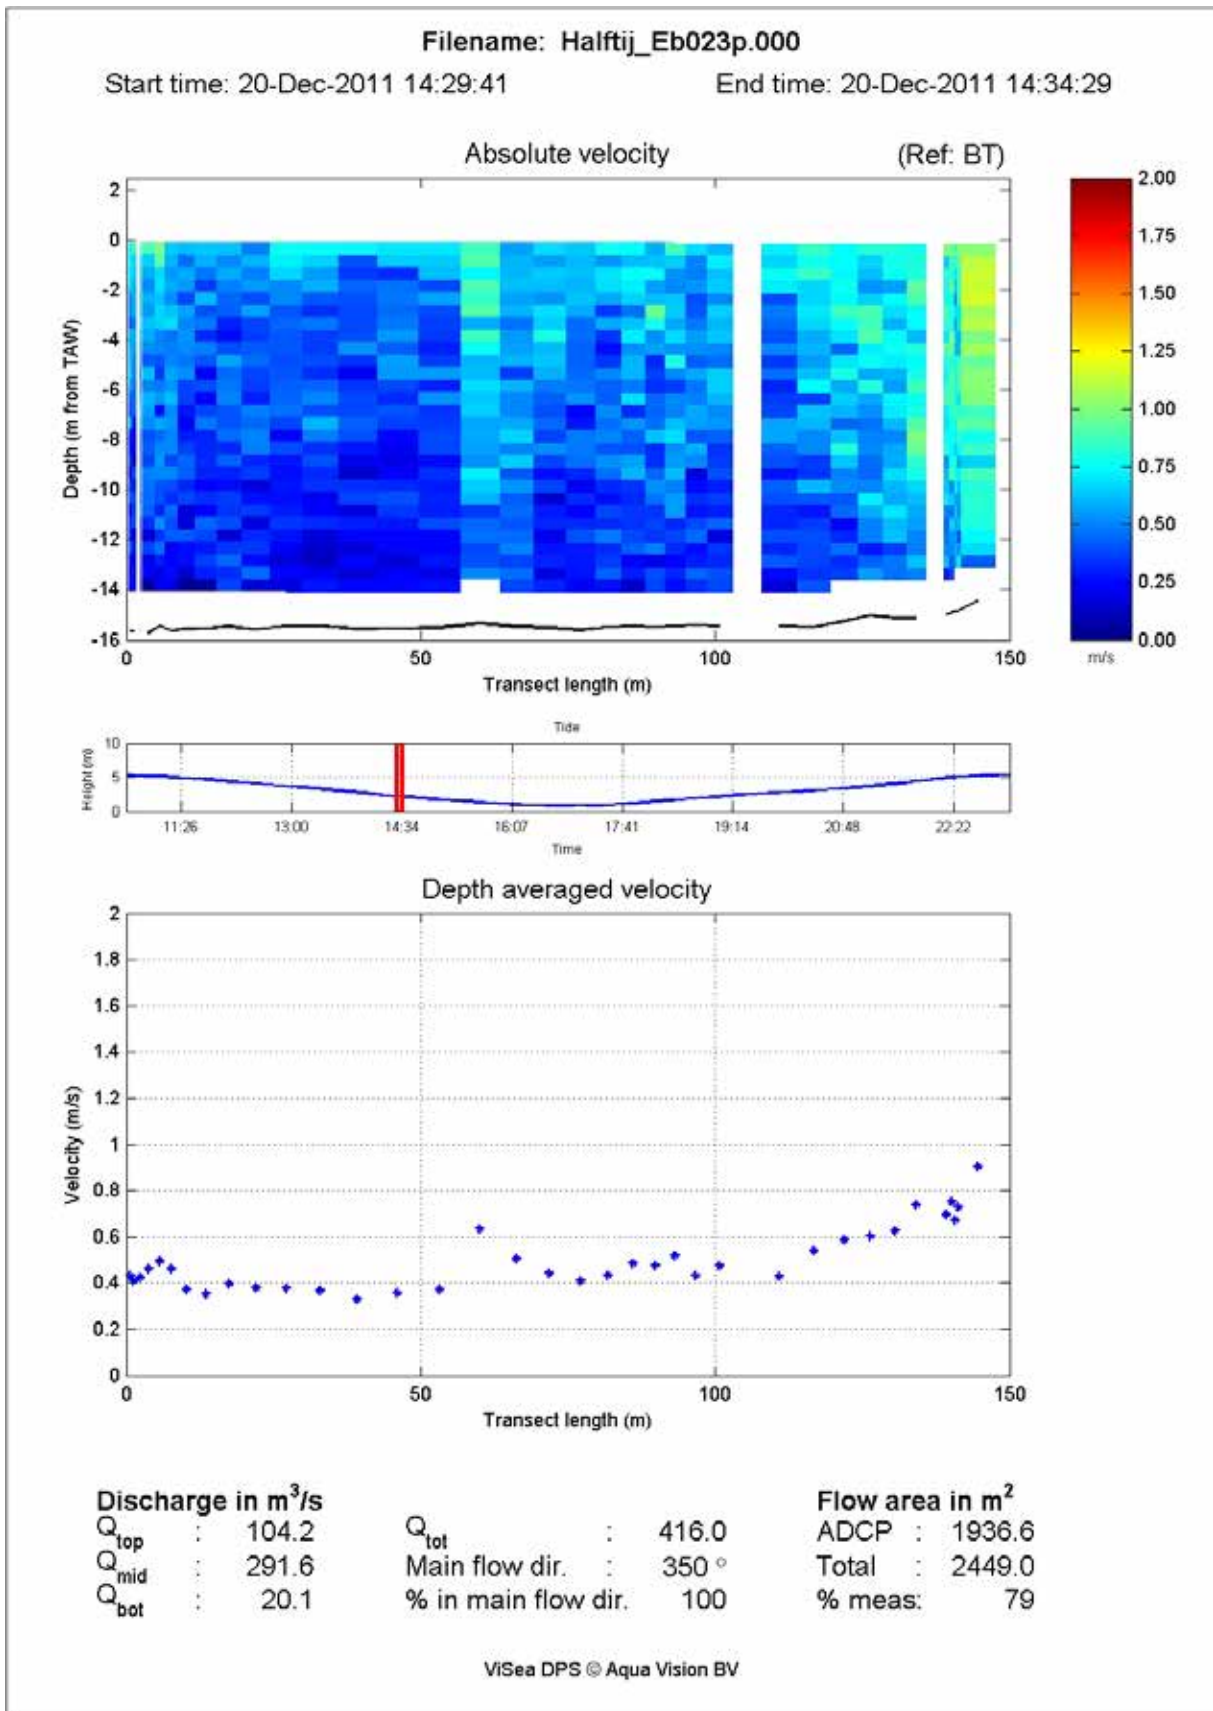 Filename: Halftij_Eb023p.000
Start time: 20-Dec-2011 14:29:41 End time: 20-Dec-2011 14:34:29
Absolute velocity (Ref: BT)
2
0
-2
-4
-6
-8
-10
-12
-14
-16
Depth (m from TAW)
0 50 100 150
Transect length (m)
2.00
1.75
1.50
1.25
1.00
0.75
0.50
0.25
0.00
m/s
Tide
10
5
0
Height (m)
11:26 13:00 14:34 16:07 17:41 19:14 20:48 22:22
Time
Depth averaged velocity
2
1.8
1.6
1.4
1.2
1
0.8
0.6
0.4
0.2
0
Velocity (m/s)
0 50 100 150
Transect length (m)
Discharge in m³/s Flow area in m²
Qtop : 104.2 Qtot : 416.0 ADCP : 1936.6
Qmid : 291.6 Main flow dir. : 350 ° Total : 2449.0
Qbot : 20.1 % in main flow dir. 100 % meas: 79
ViSea DPS © Aqua Vision BV